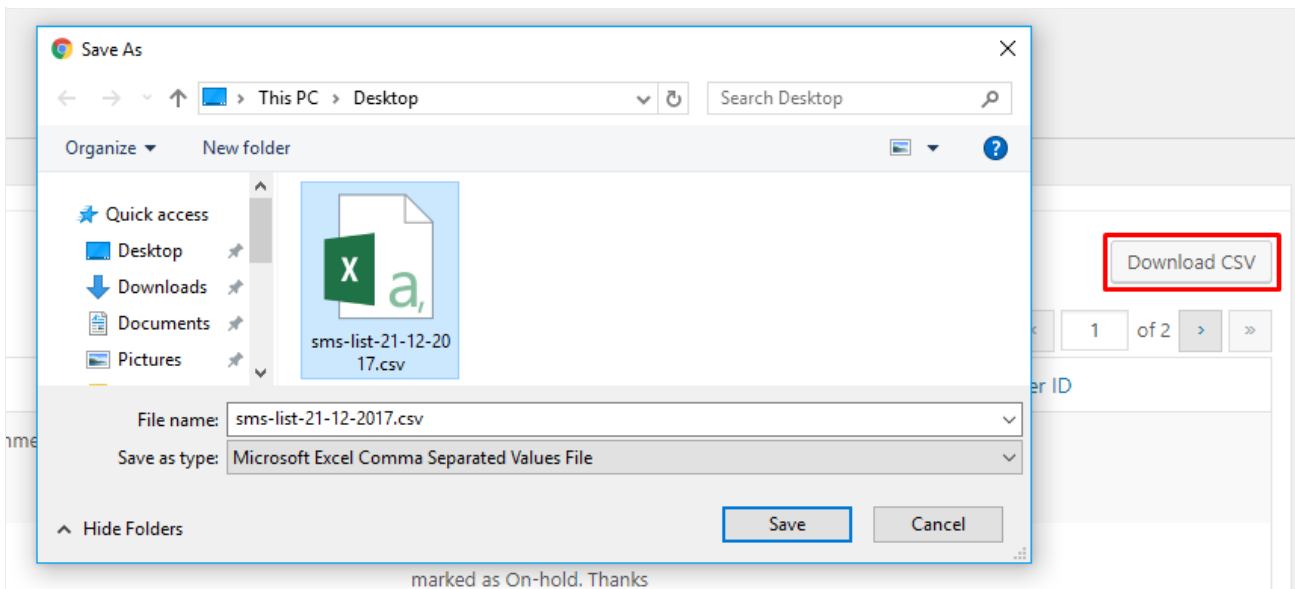 Save As
This PC > Desktop
Search Desktop
Organize
New folder
Quick access
Desktop
Downloads
Documents
Pictures
X
a,
sms-list-21-12-20
17.csv
Download CSV
1 of 2 › »
er ID
File name: sms-list-21-12-2017.csv
Save as type: Microsoft Excel Comma Separated Values File
Hide Folders
Save
Cancel
marked as On-hold. Thanks